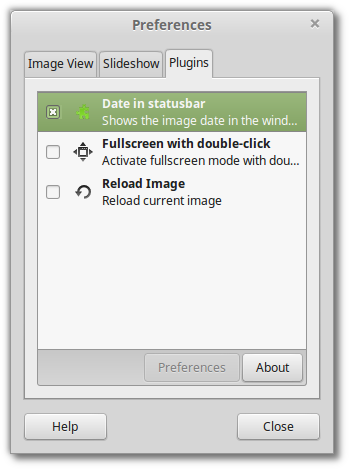 Preferences
Image View Slideshow Plugins
Date in statusbar
Shows the image date in the wind...
Fullscreen with double-click
Activate fullscreen mode with dou...
Reload Image
Reload current image
Preferences About
Help Close